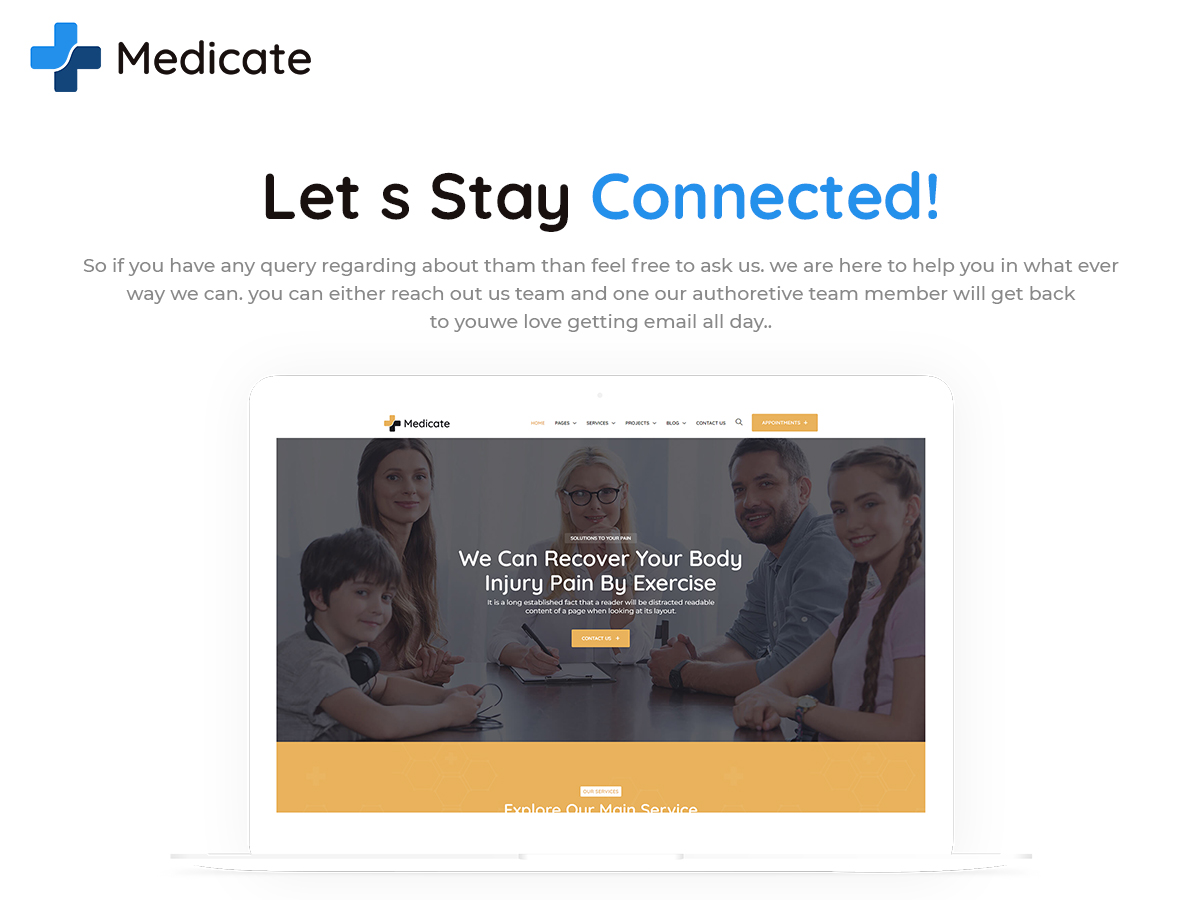 Medicate
Let s Stay Connected!
So if you have any query regarding about tham than feel free to ask us. we are here to help you in what ever
way we can. you can either reach out us team and one our authoretive team member will get back
to youwe love getting email all day..
Medicate
HOME PAGES SERVICES PROJECTS BLOG CONTACT US APPOINTMENTS
SOLUTIONS TO YOUR PAIN
We Can Recover Your Body
Injury Pain By Exercise
It is a long established fact that a reader will be distracted readable
content of a page when looking at its layout.
CONTACT US
OUR SERVICES
Explore Our Main Service